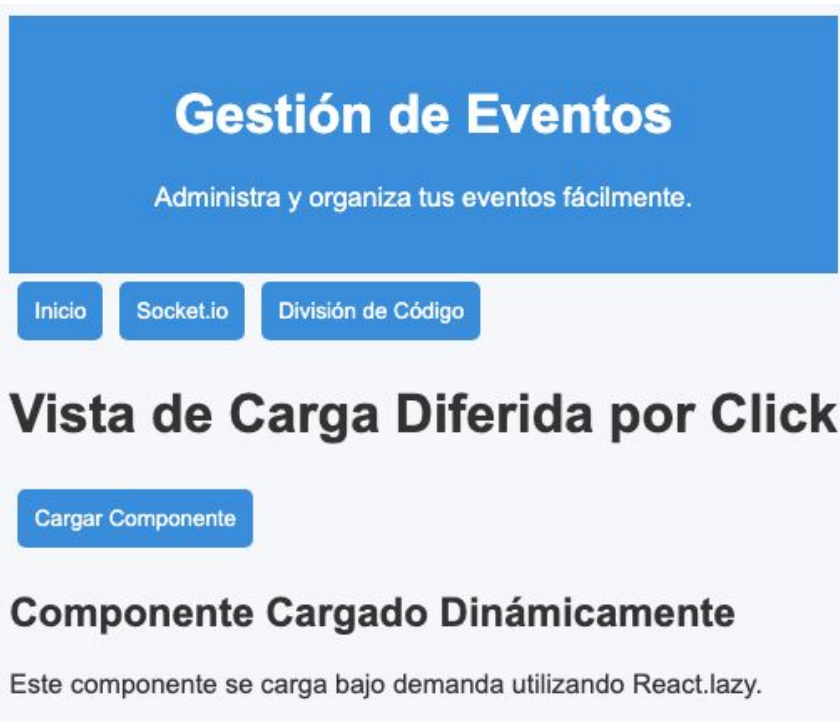 Gestión de Eventos
Administra y organiza tus eventos fácilmente.
Inicio Socket.io División de Código
Vista de Carga Diferida por Click
Cargar Componente
Componente Cargado Dinámicamente
Este componente se carga bajo demanda utilizando React.lazy.